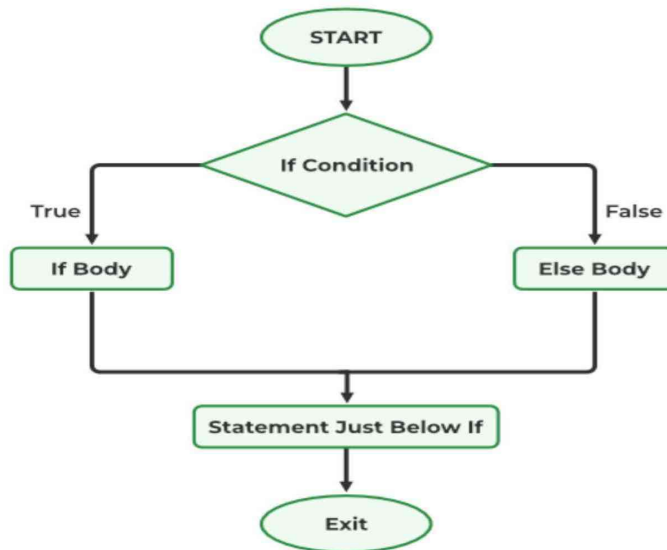 START
If Condition
True
False
If Body
Else Body
Statement Just Below If
Exit